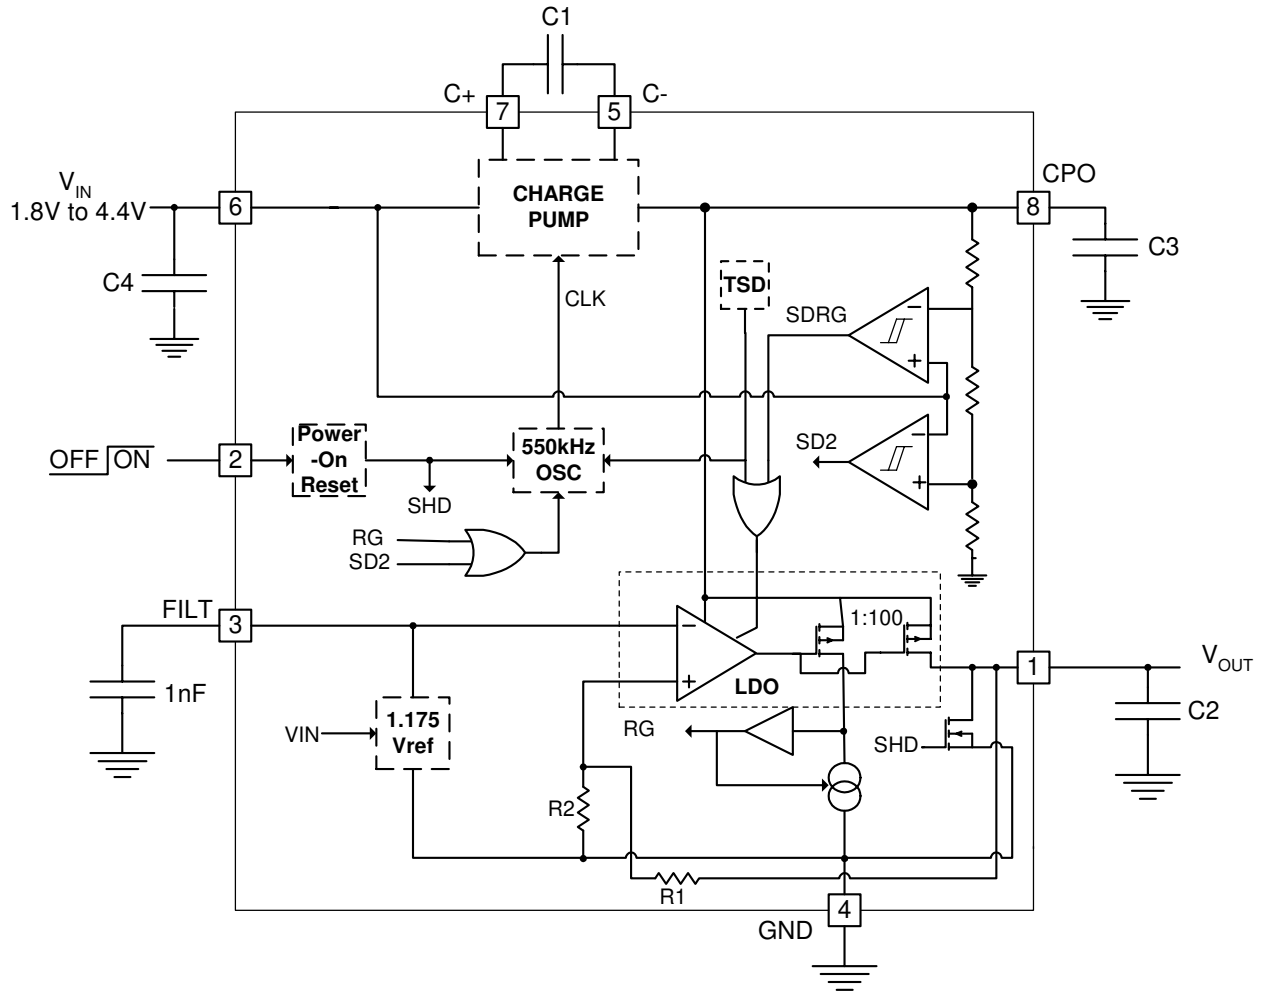 C1
C+
7
5
C-
V_IN
1.8V to 4.4V
6
CHARGE
PUMP
CPO
8
C3
C4
CLK
TSD
SDRG
−
+
OFF ON
2
Power
-On
Reset
SHD
550kHz
OSC
SD2
−
+
RG
SD2
FILT
3
1nF
1:100
−
+
LDO
1
V_OUT
C2
VIN
1.175
Vref
RG
SHD
R2
R1
4
GND